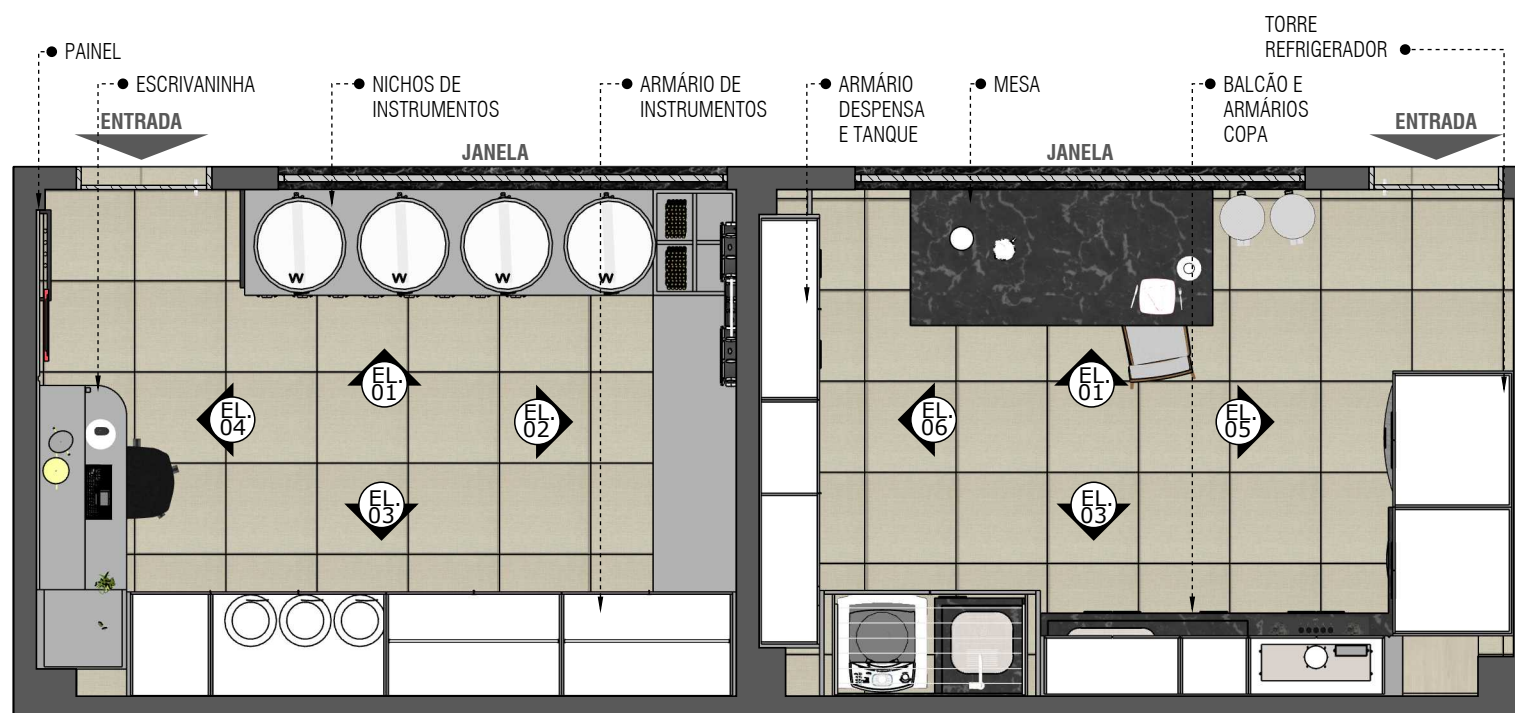 TORRE
REFRIGERADOR
PAINEL
ESCRIVANINHA
NICHOS DE
INSTRUMENTOS
ARMÁRIO DE
INSTRUMENTOS
ARMÁRIO
DESPENSA
E TANQUE
MESA
BALCÃO E
ARMÁRIOS
COPA
ENTRADA
JANELA
JANELA
ENTRADA
W
W
W
W
EL.
01
EL.
04
EL.
02
EL.
03
EL.
01
EL.
06
EL.
05
EL.
03